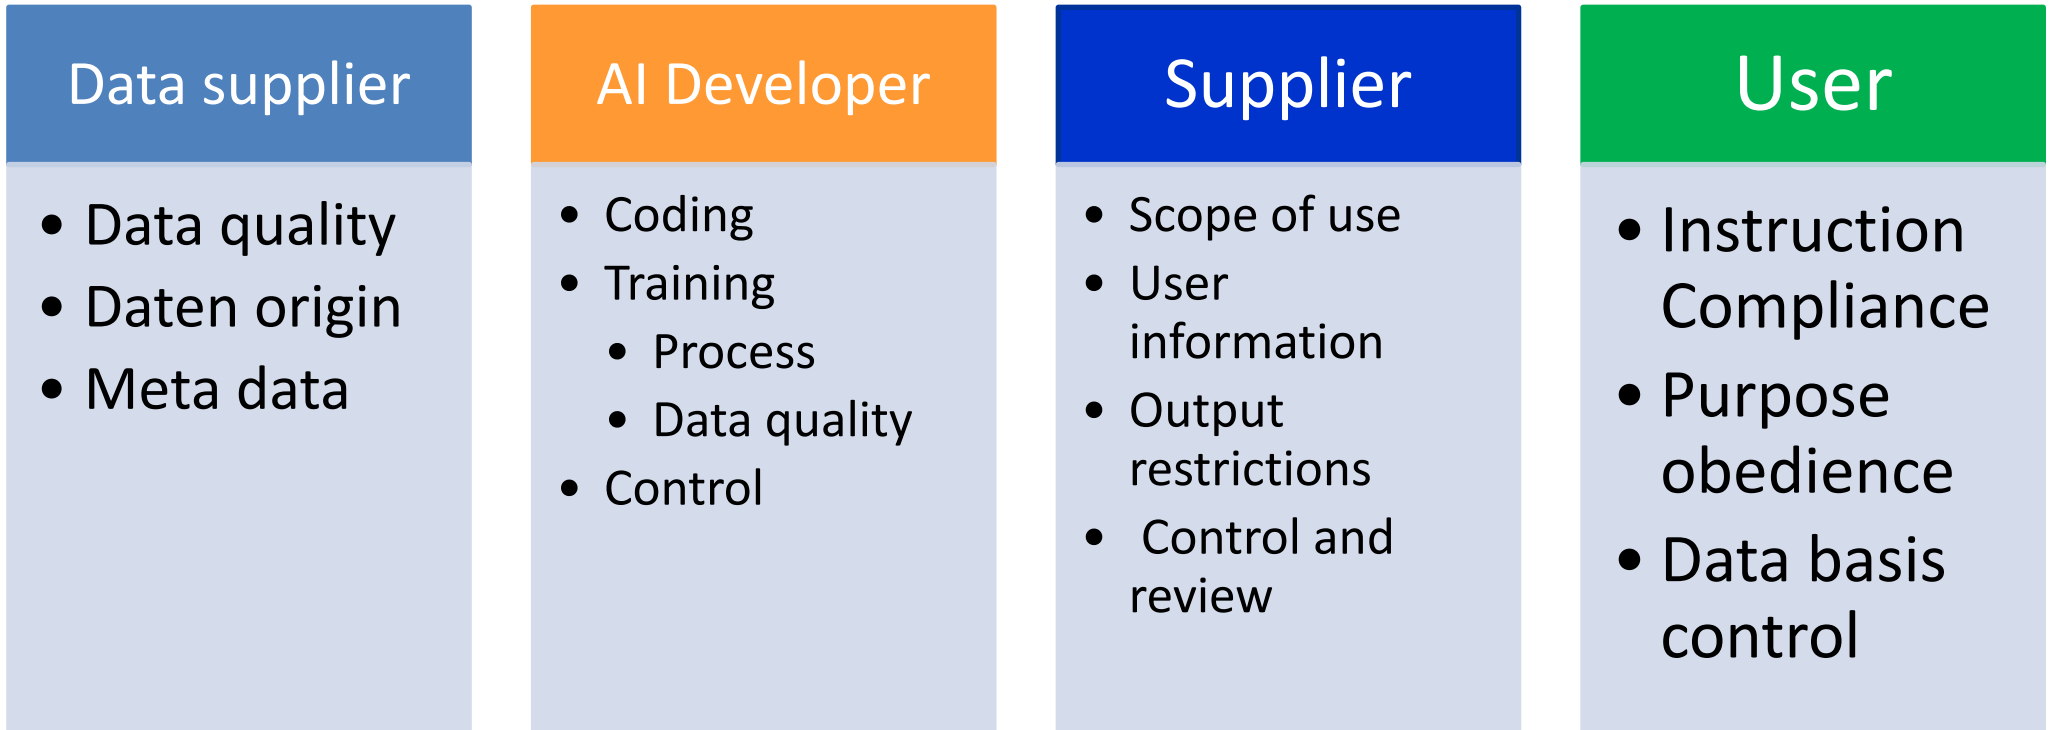 Data supplier
• Data quality
• Daten origin
• Meta data
AI Developer
• Coding
• Training
• Process
• Data quality
• Control
Supplier
• Scope of use
• User
information
• Output
restrictions
• Control and
review
User
• Instruction
Compliance
• Purpose
obedience
• Data basis
control